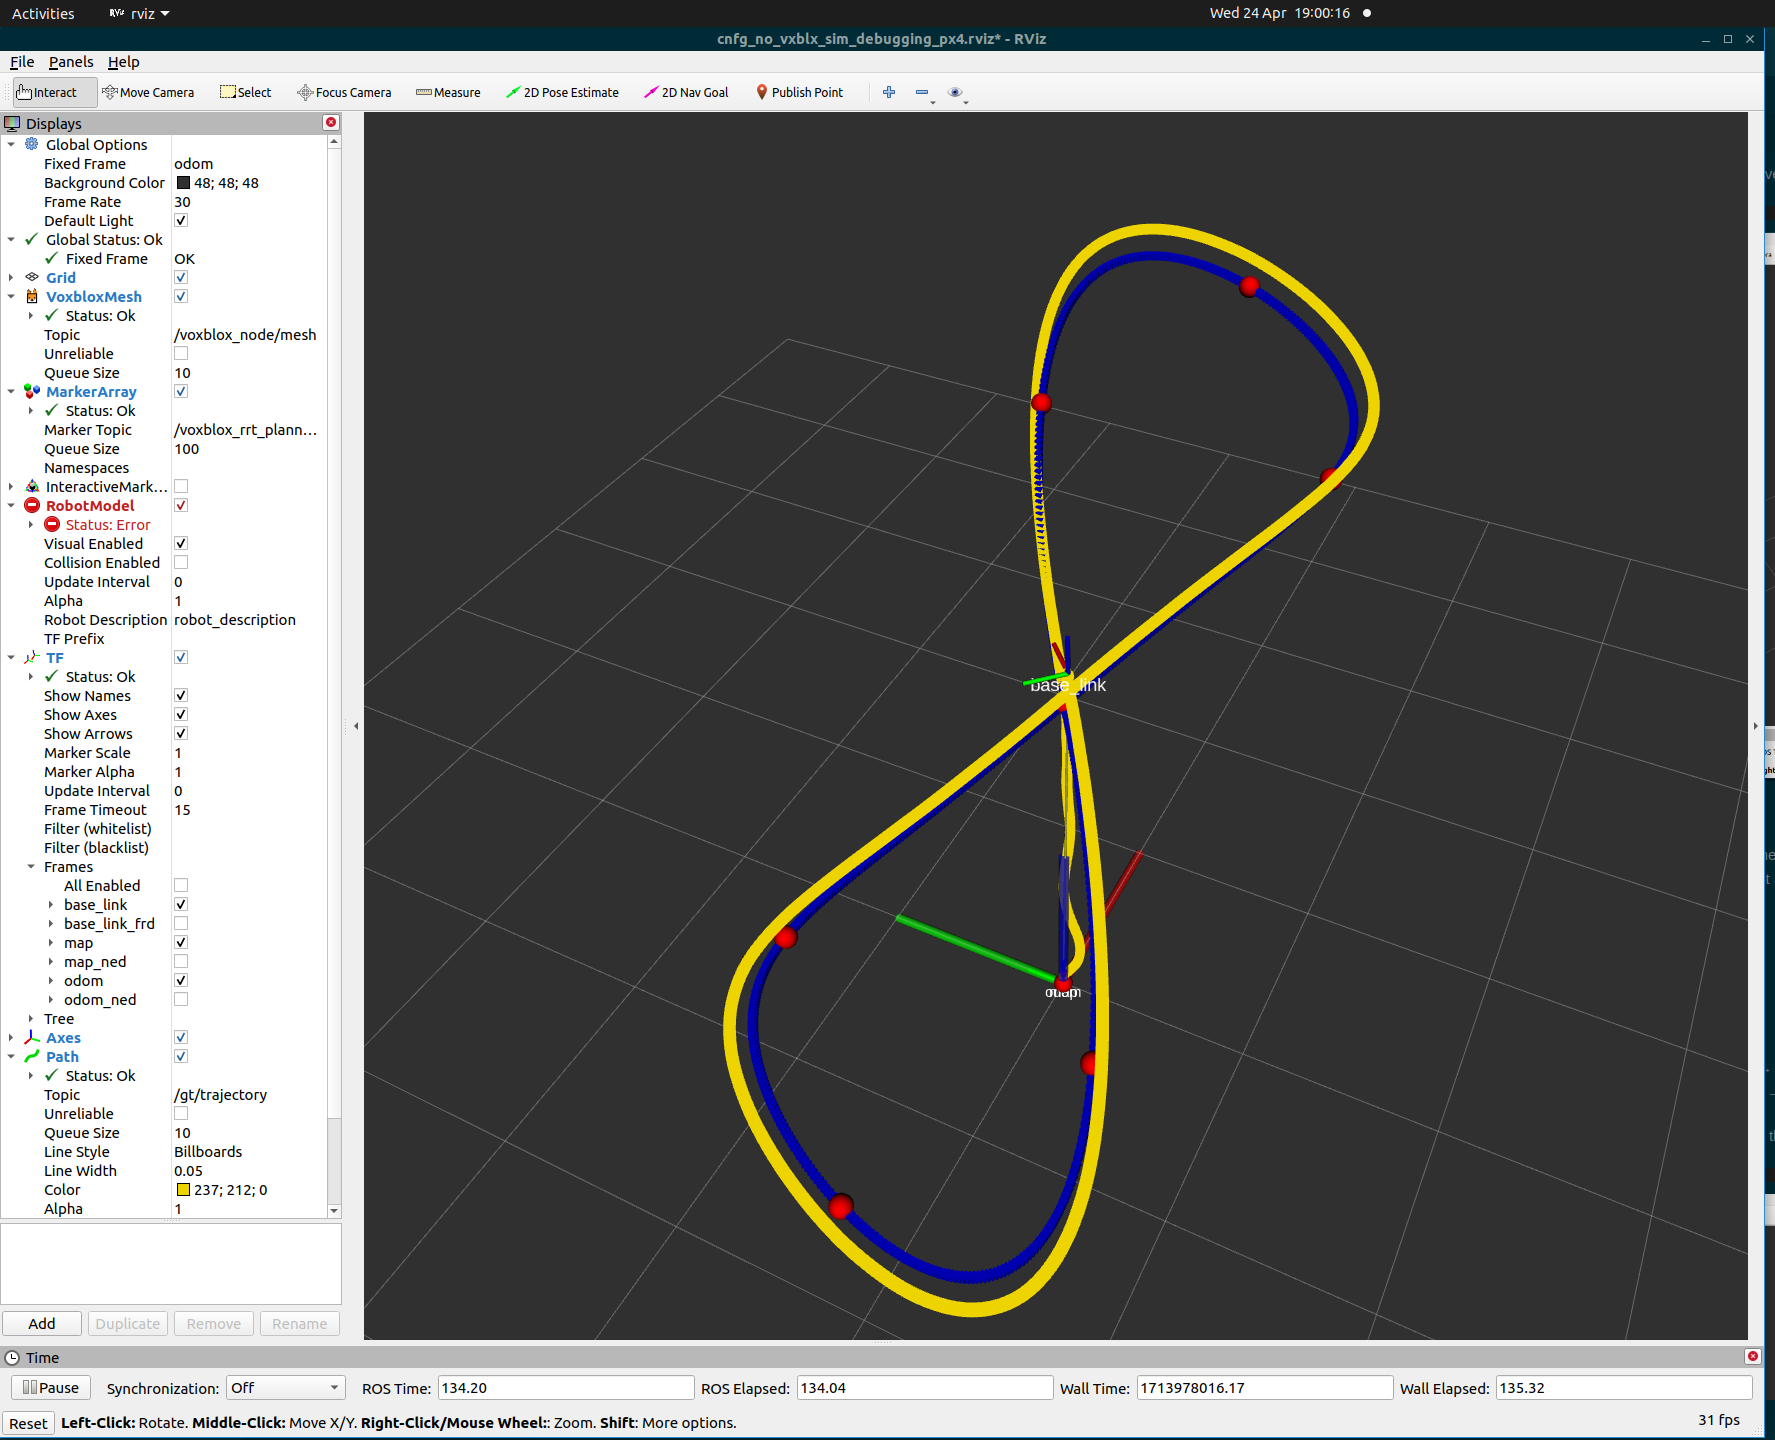 Activities
rviz
Wed 24 Apr 19:00:16
cnfg_no_vxblx_sim_debugging_px4.rviz* - RViz
File Panels Help
Interact Move Camera Select Focus Camera Measure 2D Pose Estimate 2D Nav Goal Publish Point
Displays
Global Options
Fixed Frame odom
Background Color 48; 48; 48
Frame Rate 30
Default Light
Global Status: Ok
Fixed Frame OK
Grid
VoxbloxMesh
Status: Ok
Topic /voxblox_node/mesh
Unreliable
Queue Size 10
MarkerArray
Status: Ok
Marker Topic /voxblox_rrt_plann...
Queue Size 100
Namespaces
InteractiveMark...
RobotModel
Status: Error
Visual Enabled
Collision Enabled
Update Interval 0
Alpha 1
Robot Description robot_description
TF Prefix
TF
Status: Ok
Show Names
Show Axes
Show Arrows
Marker Scale 1
Marker Alpha 1
Update Interval 0
Frame Timeout 15
Filter (whitelist)
Filter (blacklist)
Frames
All Enabled
base_link
base_link_frd
map
map_ned
odom
odom_ned
Tree
Axes
Path
Status: Ok
Topic /gt/trajectory
Unreliable
Queue Size 10
Line Style Billboards
Line Width 0.05
Color 237; 212; 0
Alpha 1
base_link
Add Duplicate Remove Rename
Time
Pause Synchronization: Off ROS Time: 134.20 ROS Elapsed: 134.04 Wall Time: 1713978016.17 Wall Elapsed: 135.32
Reset Left-Click: Rotate. Middle-Click: Move X/Y. Right-Click/Mouse Wheel:: Zoom. Shift: More options.
31 fps